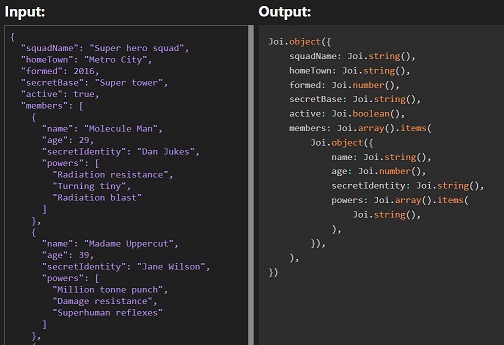 Input:
{
  "squadName": "Super hero squad",
  "homeTown": "Metro City",
  "formed": 2016,
  "secretBase": "Super tower",
  "active": true,
  "members": [
    {
      "name": "Molecule Man",
      "age": 29,
      "secretIdentity": "Dan Jukes",
      "powers": [
        "Radiation resistance",
        "Turning tiny",
        "Radiation blast"
      ]
    },
    {
      "name": "Madame Uppercut",
      "age": 39,
      "secretIdentity": "Jane Wilson",
      "powers": [
        "Million tonne punch",
        "Damage resistance",
        "Superhuman reflexes"
      ]
    },
Output:
Joi.object({
    squadName: Joi.string(),
    homeTown: Joi.string(),
    formed: Joi.number(),
    secretBase: Joi.string(),
    active: Joi.boolean(),
    members: Joi.array().items(
        Joi.object({
            name: Joi.string(),
            age: Joi.number(),
            secretIdentity: Joi.string(),
            powers: Joi.array().items(
                Joi.string(),
            ),
        }),
    ),
})